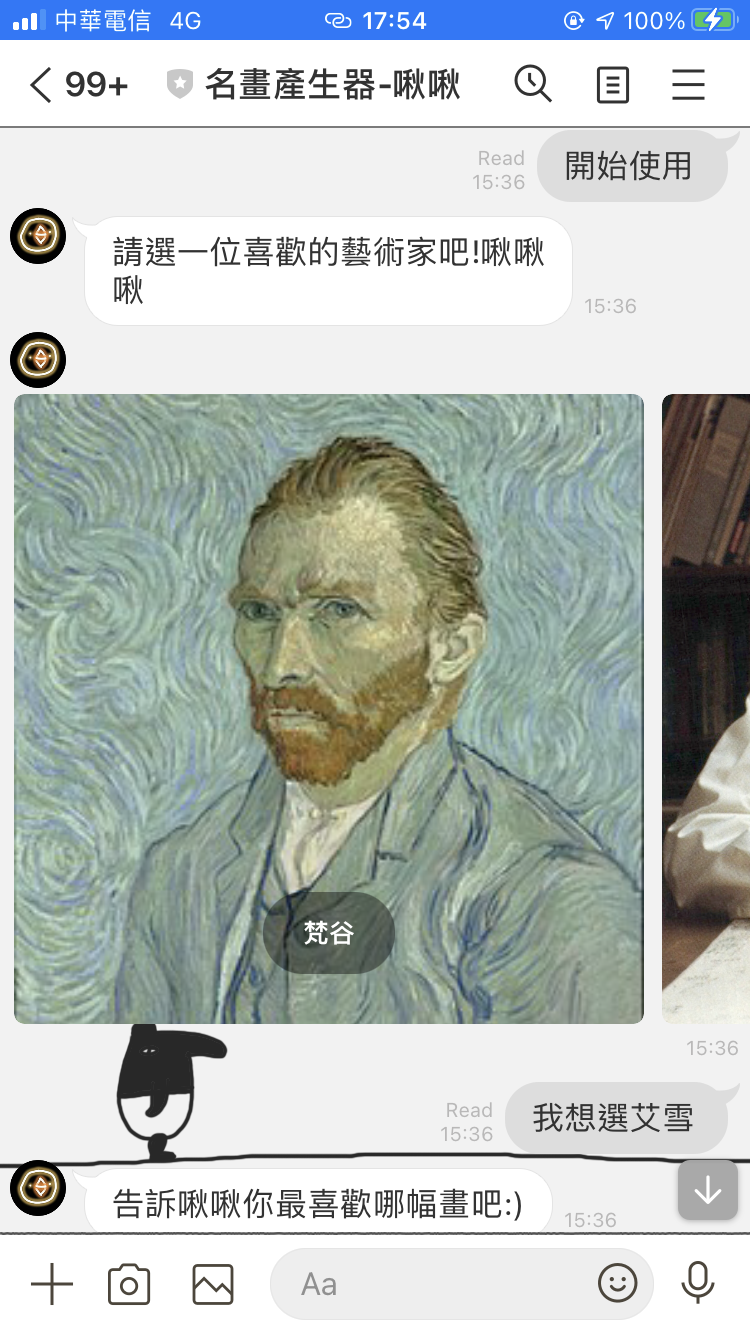 中華電信 4G 17:54 100%
99+ 名畫產生器-啾啾
Read
15:36
開始使用
請選一位喜歡的藝術家吧!啾啾
啾
15:36
梵谷
15:36
Read
15:36
我想選艾雪
告訴啾啾你最喜歡哪幅畫吧:)
15:36
Aa